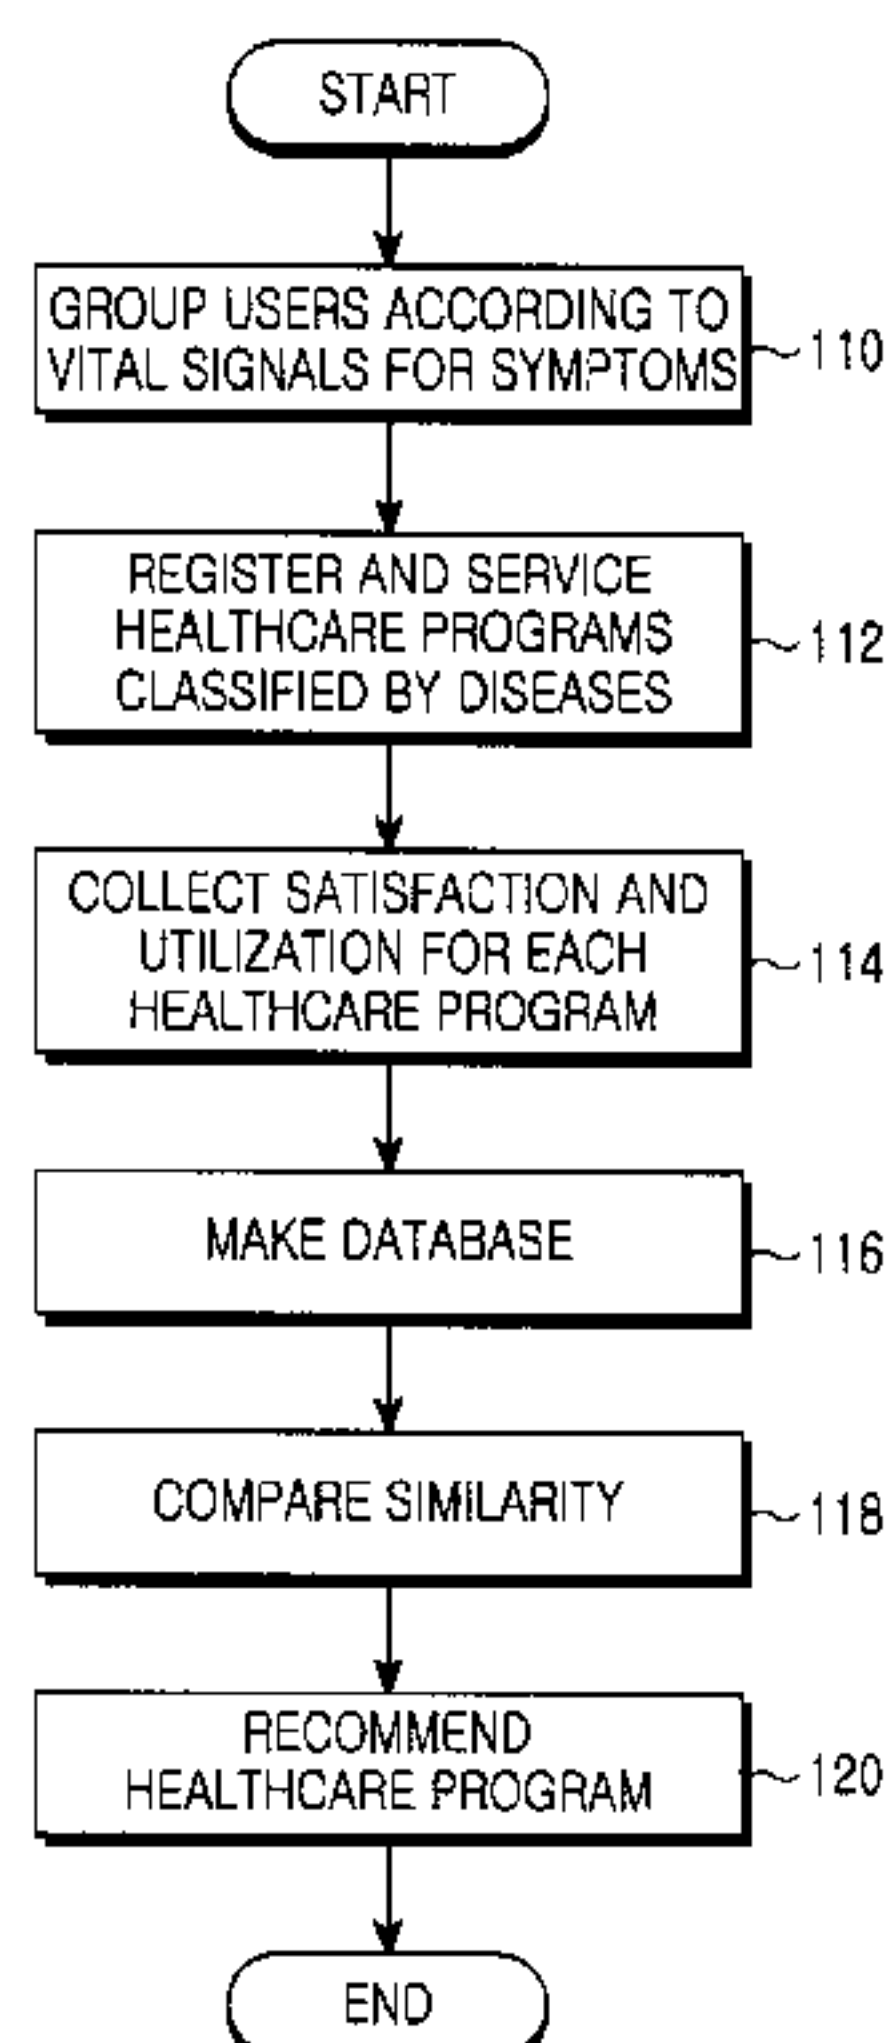 START
GROUP USERS ACCORDING TO
VITAL SIGNALS FOR SYMPTOMS
110
REGISTER AND SERVICE
HEALTHCARE PROGRAMS
CLASSIFIED BY DISEASES
112
COLLECT SATISFACTION AND
UTILIZATION FOR EACH
HEALTHCARE PROGRAM
114
MAKE DATABASE
116
COMPARE SIMILARITY
118
RECOMMEND
HEALTHCARE PROGRAM
120
END